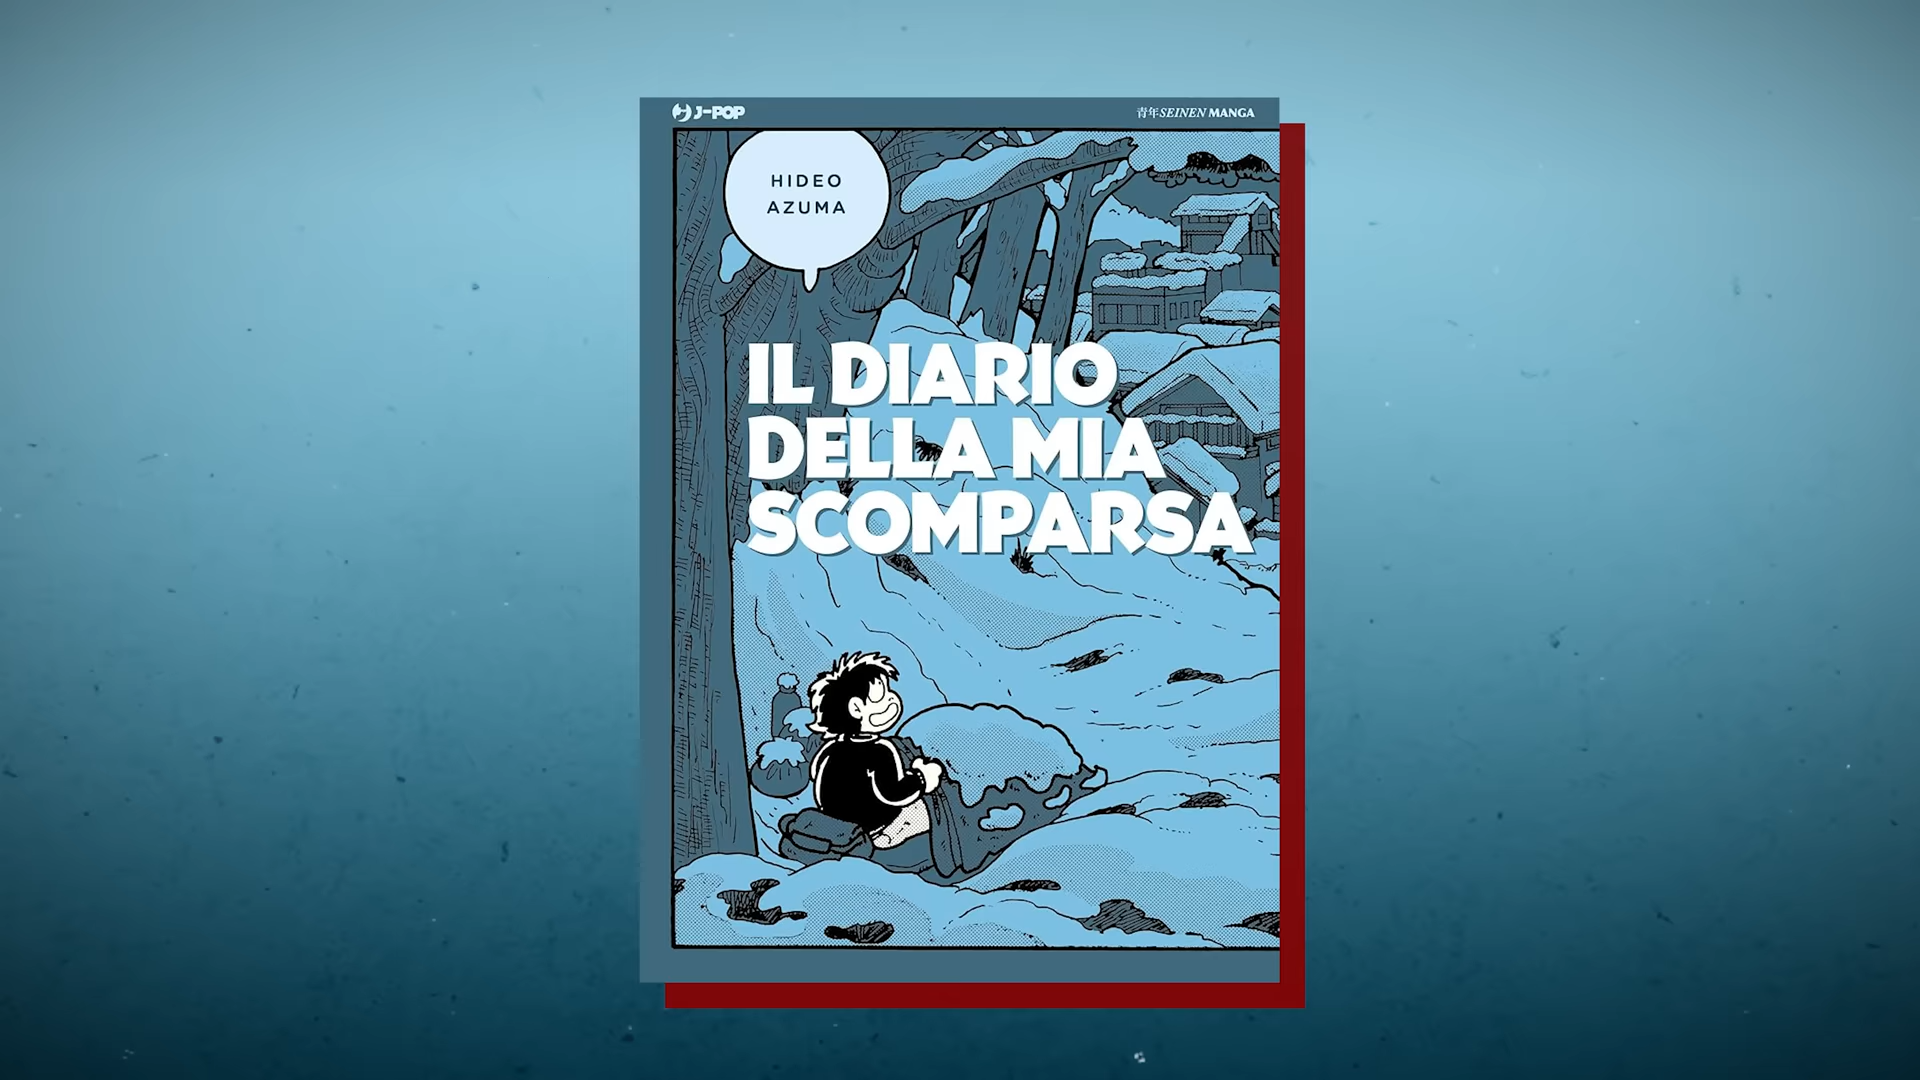 J-POP
青年SEINEN MANGA
HIDEO
AZUMA
IL DIARIO
DELLA MIA
SCOMPARSA